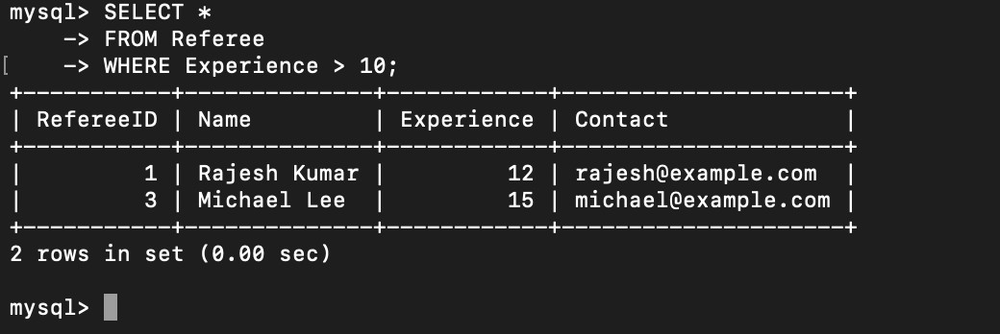 mysql> SELECT *
    -> FROM Referee
[    -> WHERE Experience > 10;
+-----------+--------------+------------+---------------------+
| RefereeID | Name         | Experience | Contact             |
+-----------+--------------+------------+---------------------+
|         1 | Rajesh Kumar |         12 | rajesh@example.com  |
|         3 | Michael Lee  |         15 | michael@example.com |
+-----------+--------------+------------+---------------------+
2 rows in set (0.00 sec)
mysql>